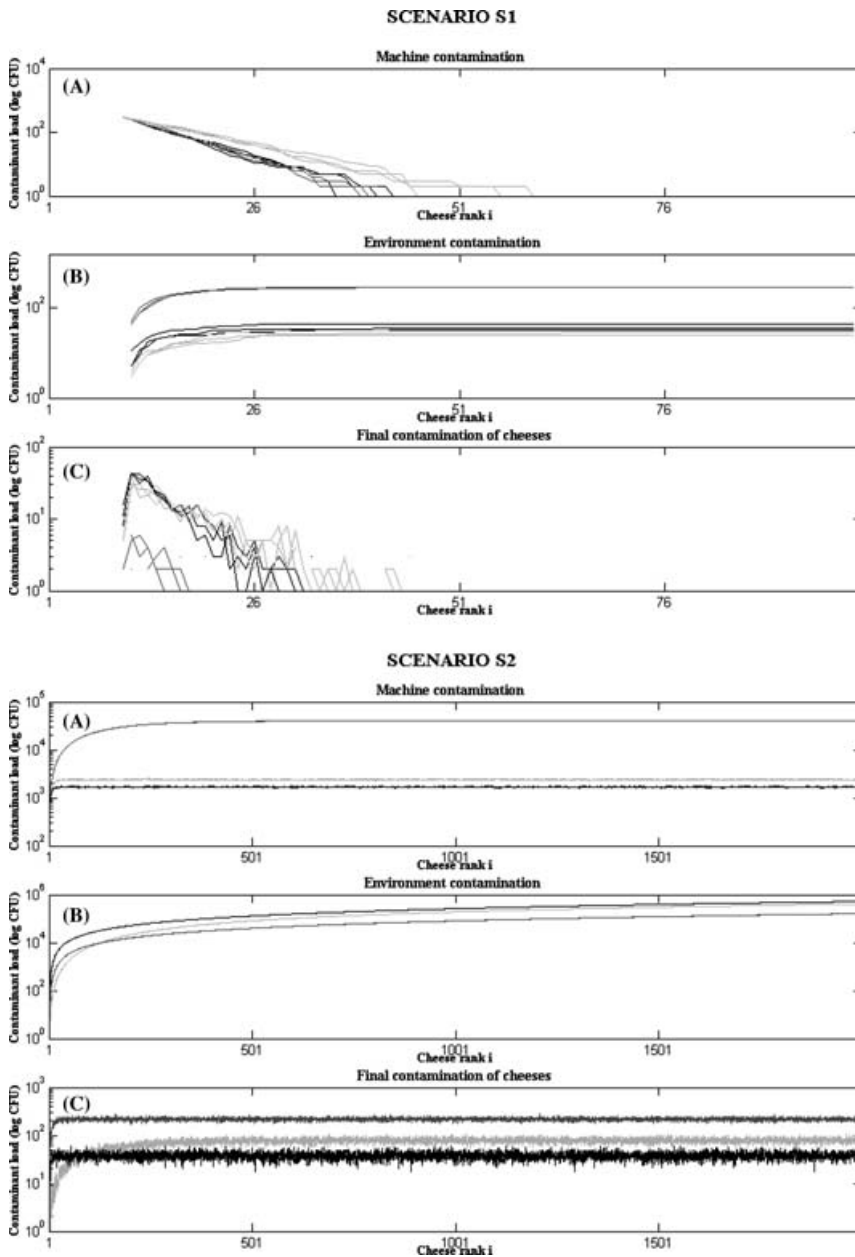 SCENARIO S1
Machine contamination
(A)
Contaminant load (log CFU)
10^4
10^2
10^0
1 26 51 76
Cheese rank i
Environment contamination
(B)
Contaminant load (log CFU)
10^2
10^0
1 26 51 76
Cheese rank i
Final contamination of cheeses
(C)
Contaminant load (log CFU)
10^2
10^1
10^0
1 26 51 76
Cheese rank i
SCENARIO S2
Machine contamination
(A)
Contaminant load (log CFU)
10^5
10^4
10^3
10^2
1 501 1001 1501
Cheese rank i
Environment contamination
(B)
Contaminant load (log CFU)
10^6
10^4
10^2
10^0
1 501 1001 1501
Cheese rank i
Final contamination of cheeses
(C)
Contaminant load (log CFU)
10^3
10^2
10^1
10^0
1 501 1001 1501
Cheese rank i